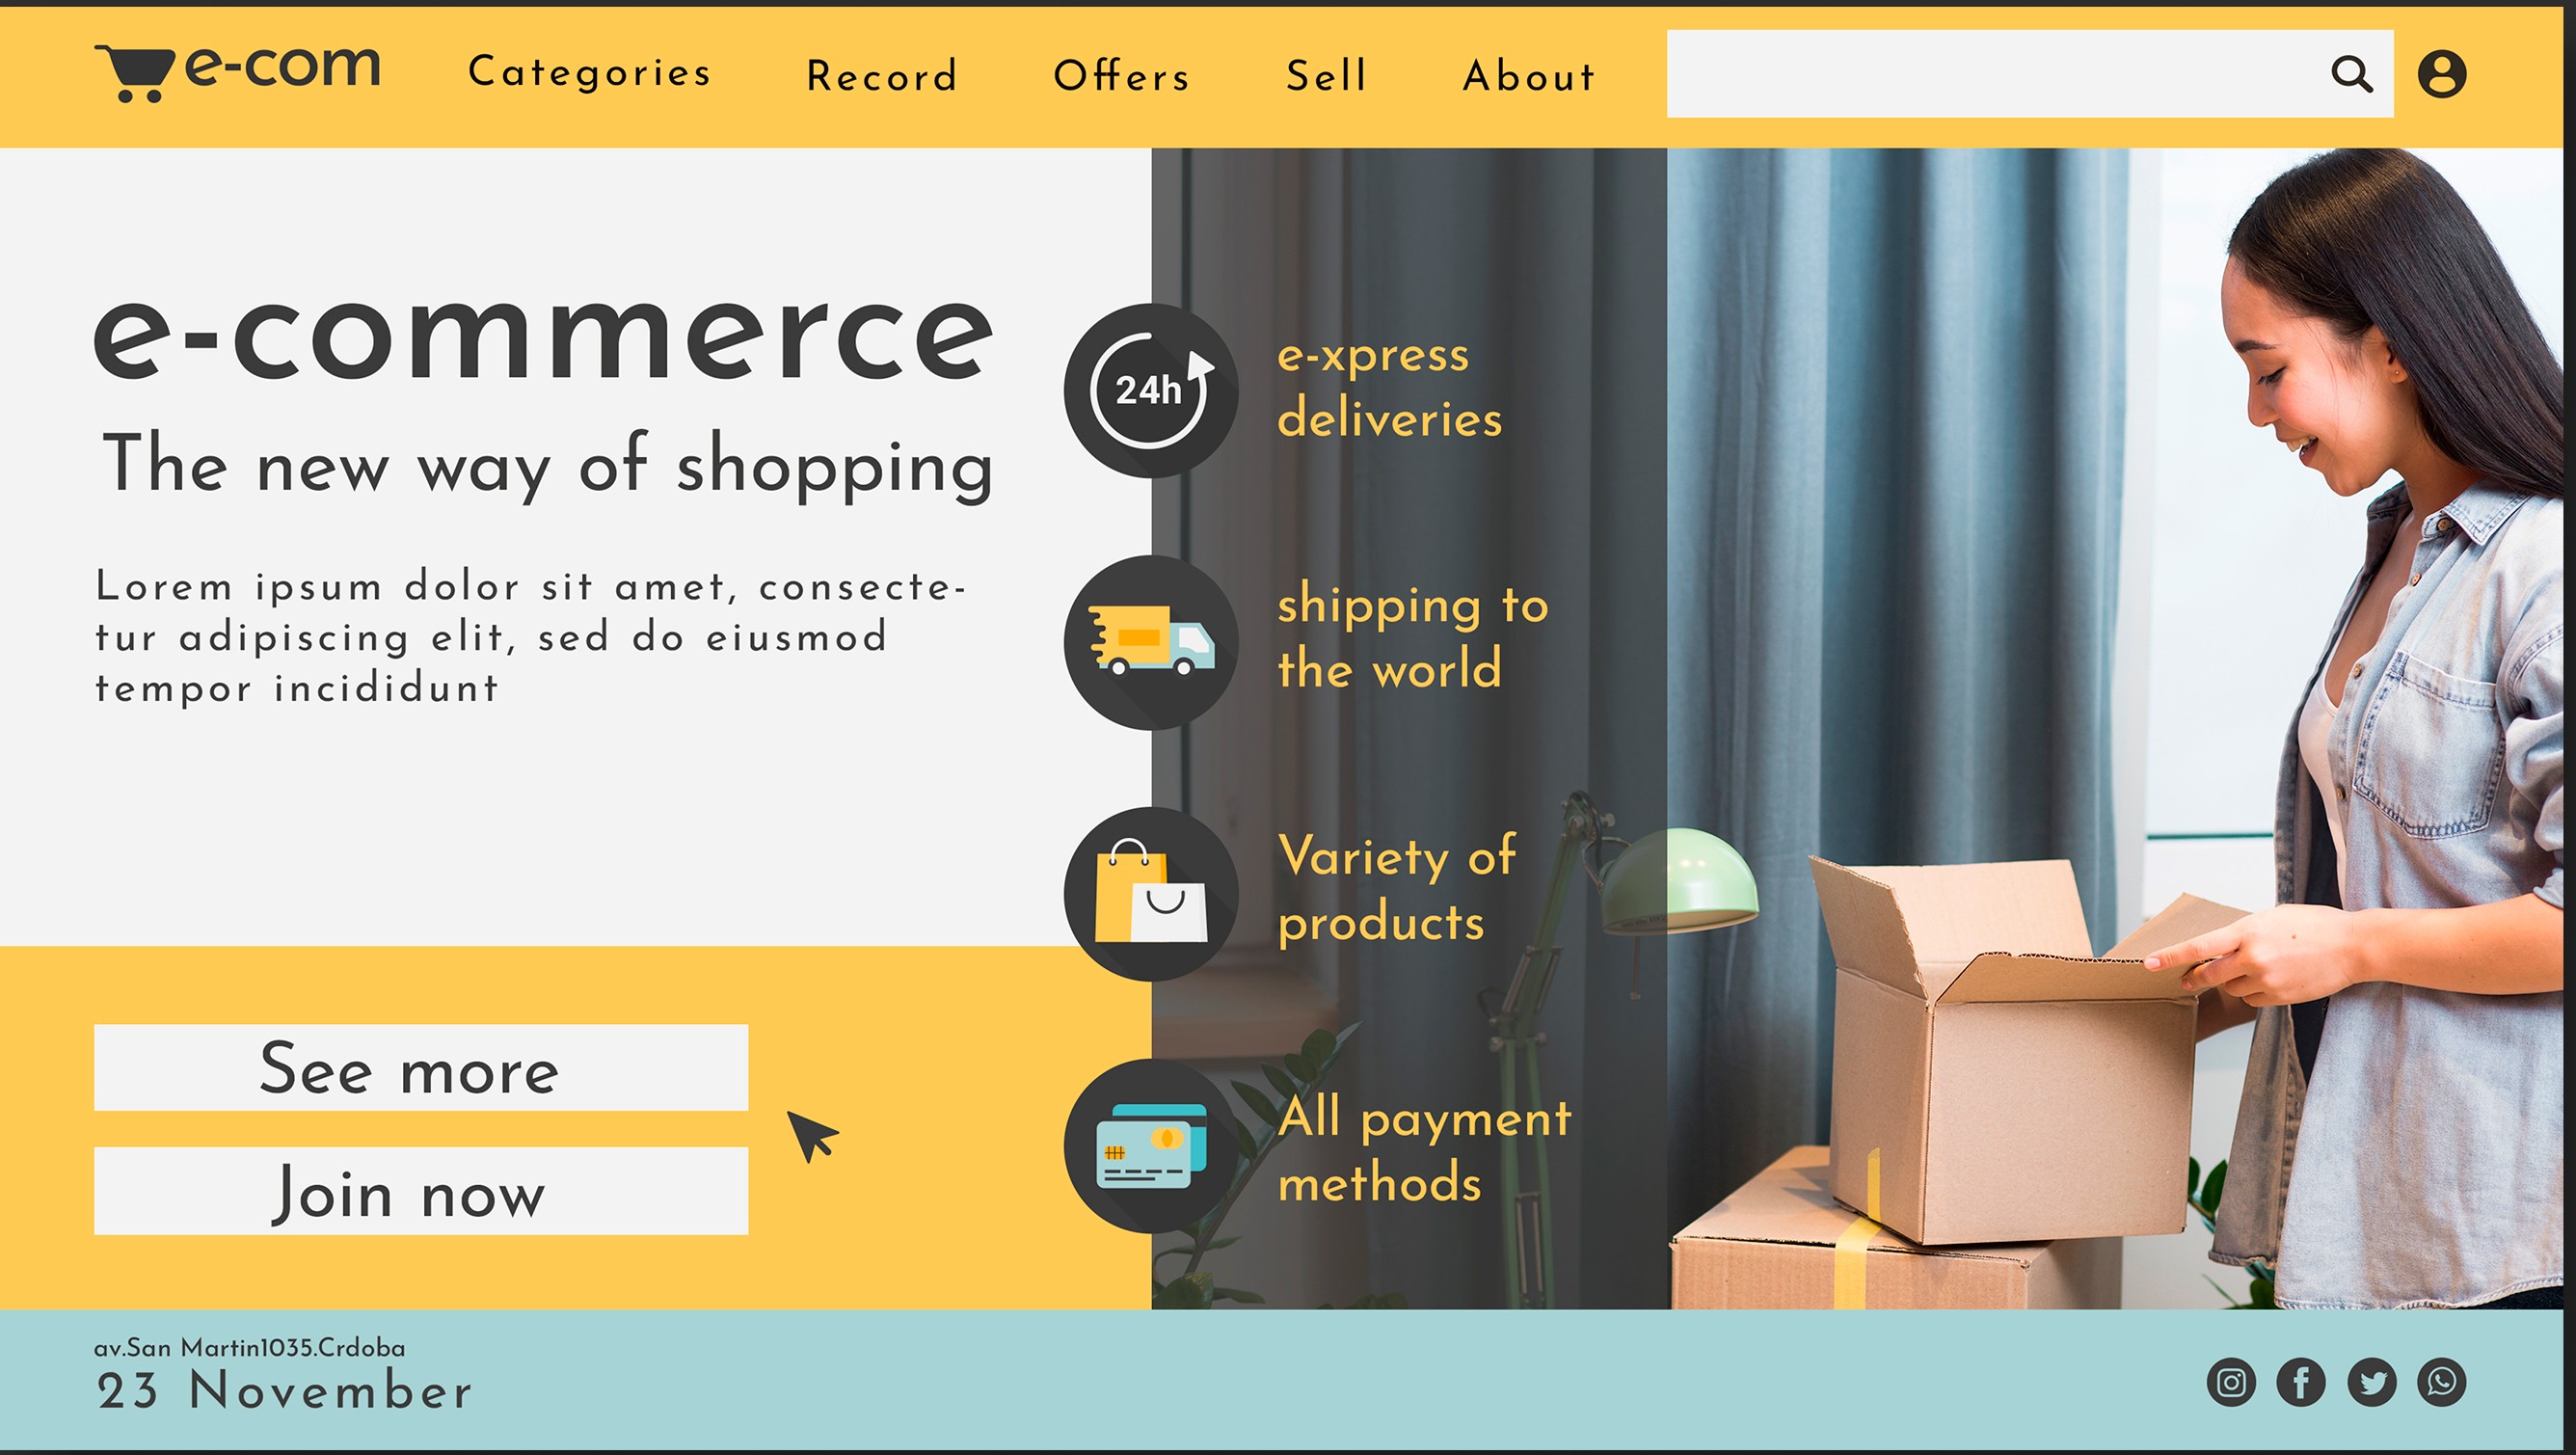 e-com
Categories
Record
Offers
Sell
About
e-commerce
The new way of shopping
Lorem ipsum dolor sit amet, consecte-
tur adipiscing elit, sed do eiusmod
tempor incididunt
24h
e-xpress
deliveries
shipping to
the world
Variety of
products
All payment
methods
See more
Join now
av.San Martin1035.Crdoba
23 November